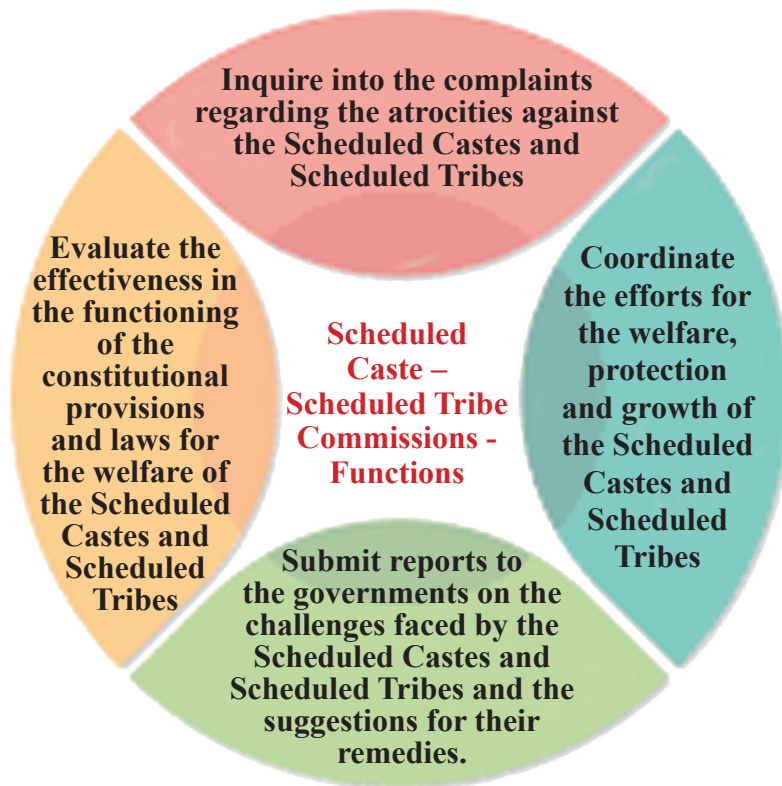 Inquire into the complaints
regarding the atrocities against
the Scheduled Castes and
Scheduled Tribes
Evaluate the
effectiveness in
the functioning
of the
constitutional
provisions
and laws for
the welfare of
the Scheduled
Castes and
Scheduled
Tribes
Scheduled
Caste –
Scheduled Tribe
Commissions -
Functions
Coordinate
the efforts for
the welfare,
protection
and growth of
the Scheduled
Castes and
Scheduled
Tribes
Submit reports to
the governments on the
challenges faced by the
Scheduled Castes and
Scheduled Tribes and the
suggestions for their
remedies.